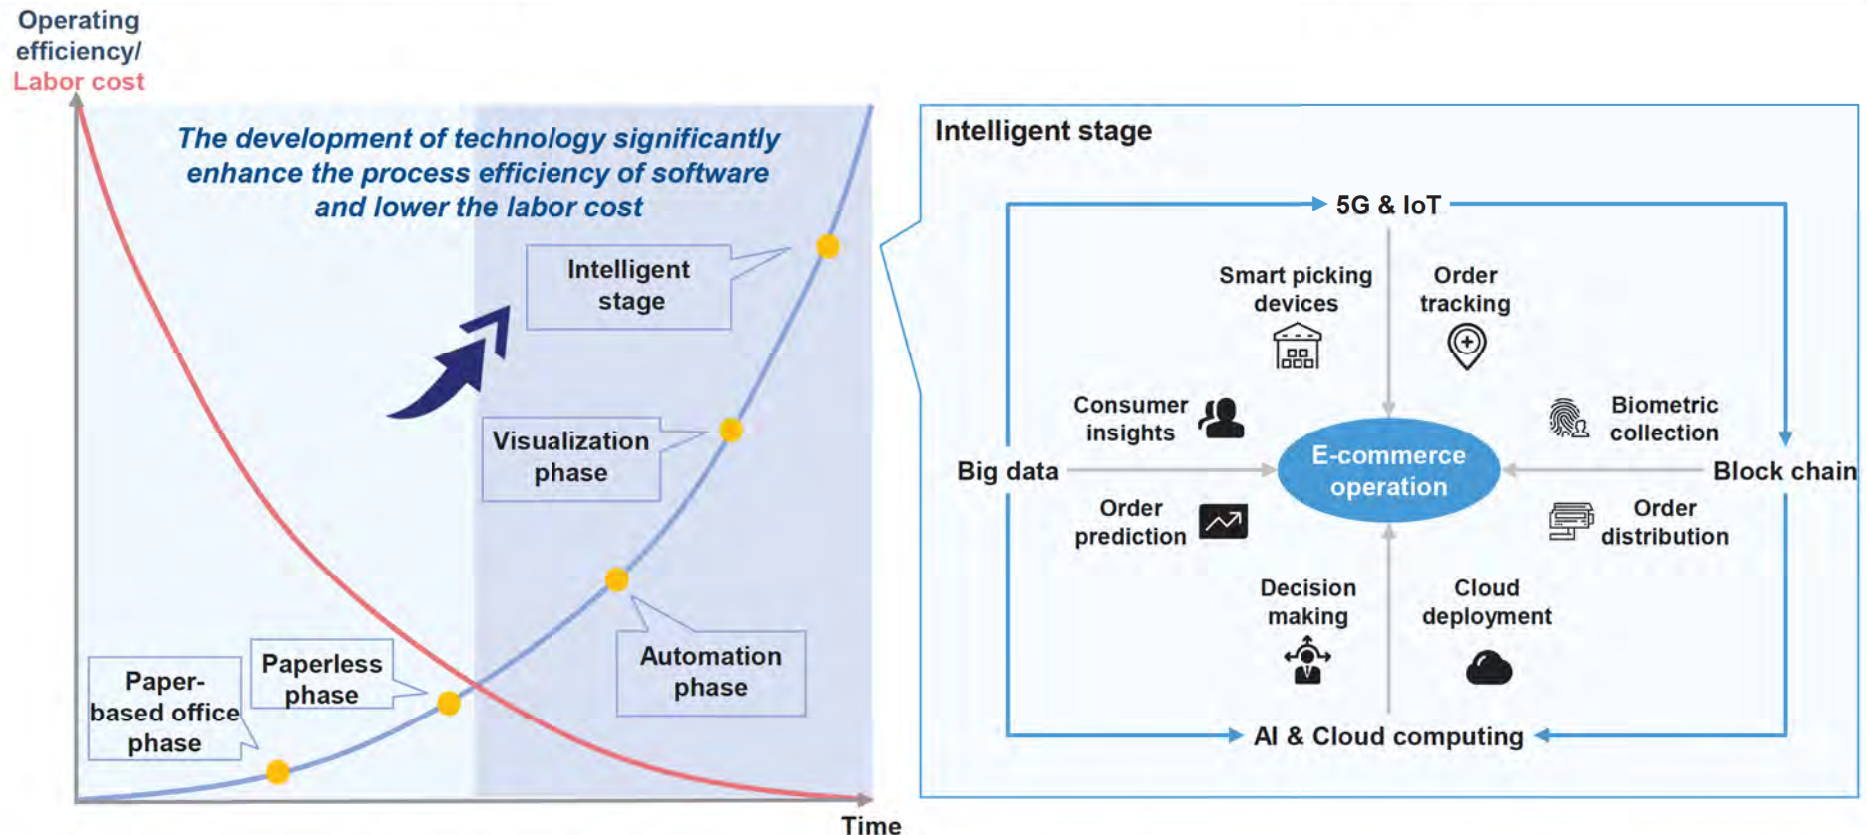 Operating
efficiency/
Labor cost
The development of technology significantly
enhance the process efficiency of software
and lower the labor cost
Intelligent
stage
Visualization
phase
Automation
phase
Paperless
phase
Paper-
based office
phase
Time
Intelligent stage
5G & IoT
Smart picking
devices
Order
tracking
Consumer
insights
Biometric
collection
Big data
E-commerce
operation
Block chain
Order
prediction
Order
distribution
Decision
making
Cloud
deployment
AI & Cloud computing